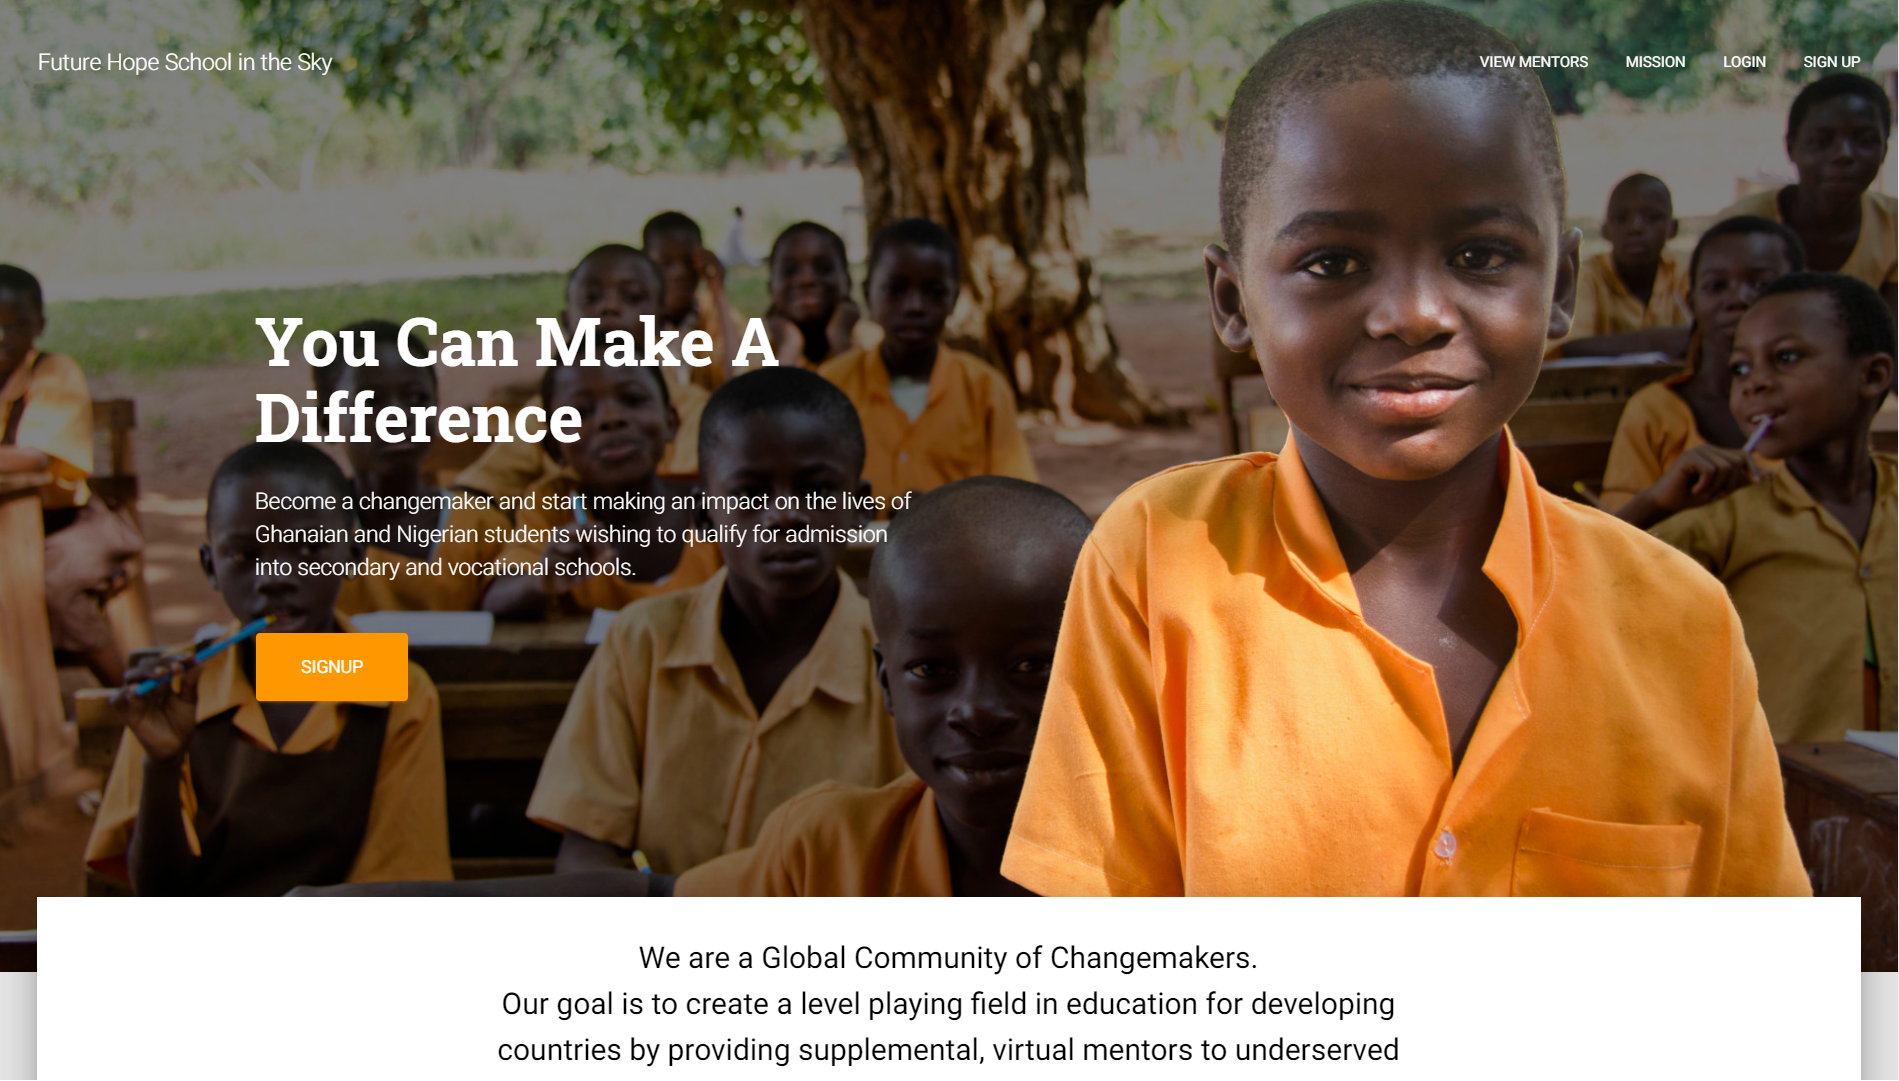 Future Hope School in the Sky
VIEW MENTORS
MISSION
LOGIN
SIGN UP
You Can Make A
Difference
Become a changemaker and start making an impact on the lives of
Ghanaian and Nigerian students wishing to qualify for admission
into secondary and vocational schools.
SIGNUP
We are a Global Community of Changemakers.
Our goal is to create a level playing field in education for developing
countries by providing supplemental, virtual mentors to underserved